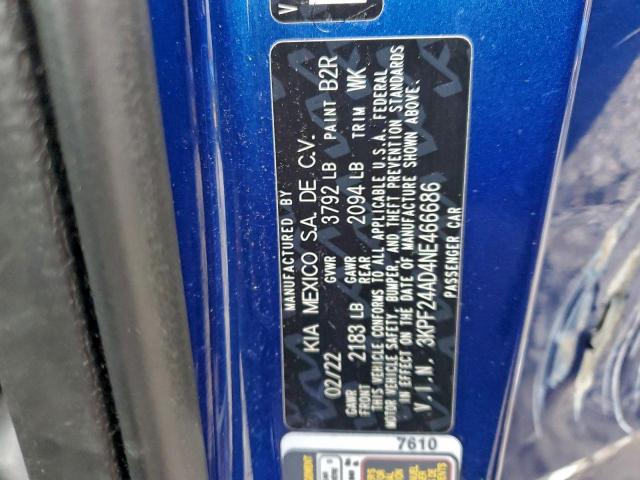 MANUFACTURED BY
KIA MEXICO S.A. DE C.V.
02/22 GVWR 3792 LB PAINT B2R
GAWR FRONT 2183 LB GAWR REAR 2094 LB TRIM WK
THIS VEHICLE CONFORMS TO ALL APPLICABLE U.S.A. FEDERAL
MOTOR VEHICLE SAFETY, BUMPER, AND THEFT PREVENTION STANDARDS
IN EFFECT ON THE DATE OF MANUFACTURE SHOWN ABOVE.
V.I.N. 3KPF24AD4NE466686
PASSENGER CAR
7610
V